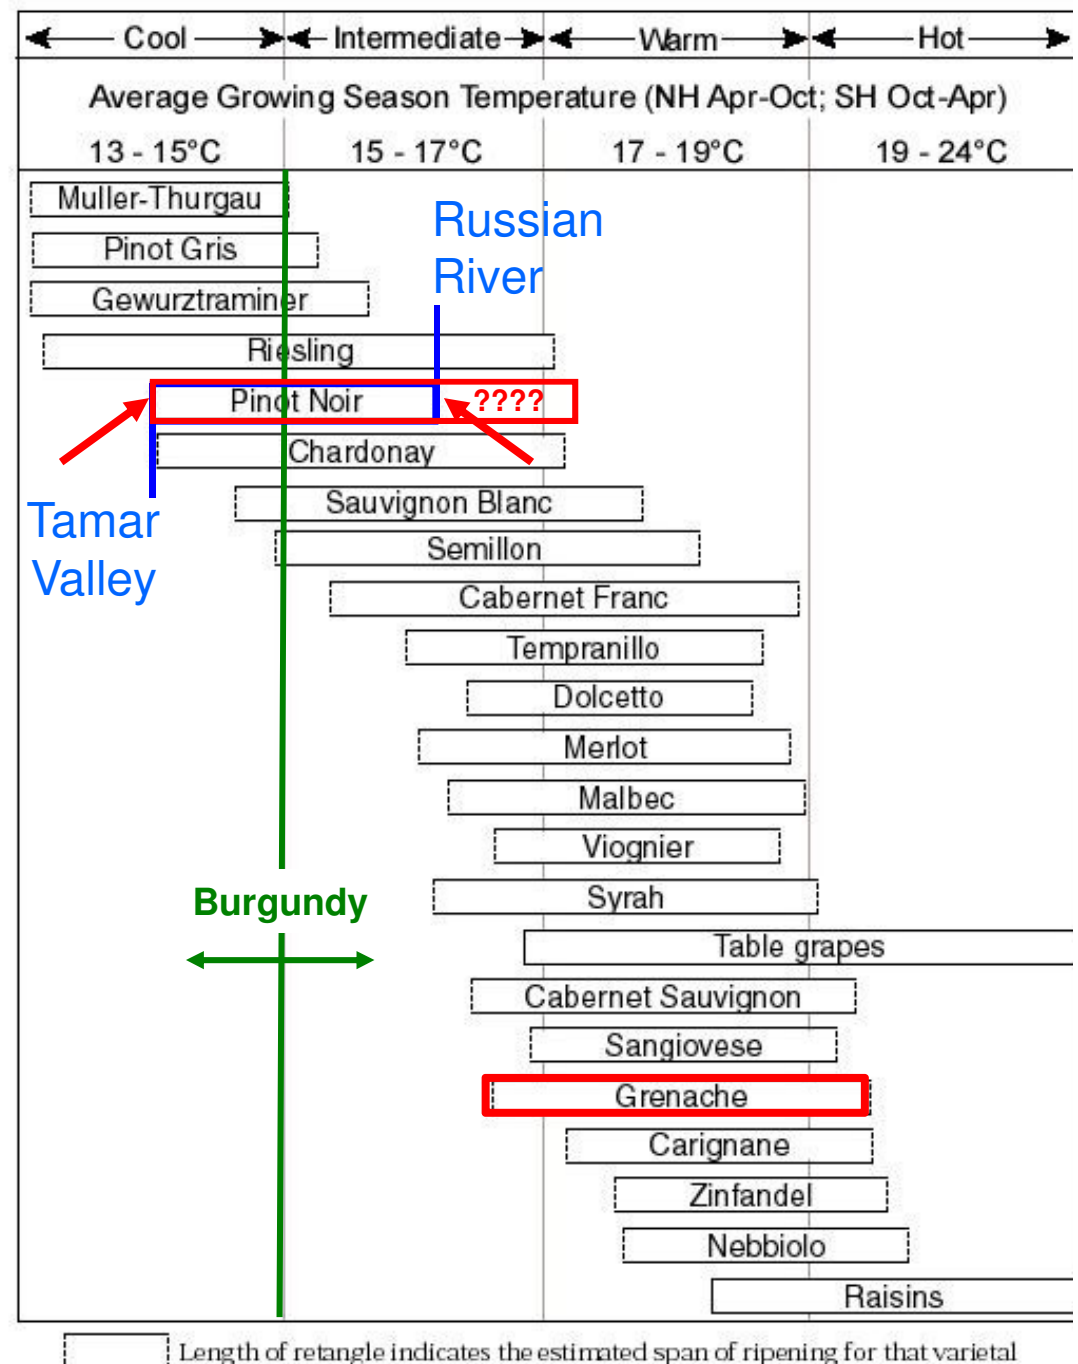 Cool Intermediate Warm Hot
Average Growing Season Temperature (NH Apr-Oct; SH Oct-Apr)
13 - 15°C 15 - 17°C 17 - 19°C 19 - 24°C
Muller-Thurgau
Russian
River
Pinot Gris
Gewurztraminer
Riesling
Pinot Noir ????
Chardonay
Tamar
Valley
Sauvignon Blanc
Semillon
Cabernet Franc
Tempranillo
Dolcetto
Merlot
Malbec
Viognier
Syrah
Burgundy
Table grapes
Cabernet Sauvignon
Sangiovese
Grenache
Carignane
Zinfandel
Nebbiolo
Raisins
Length of retangle indicates the estimated span of ripening for that varietal